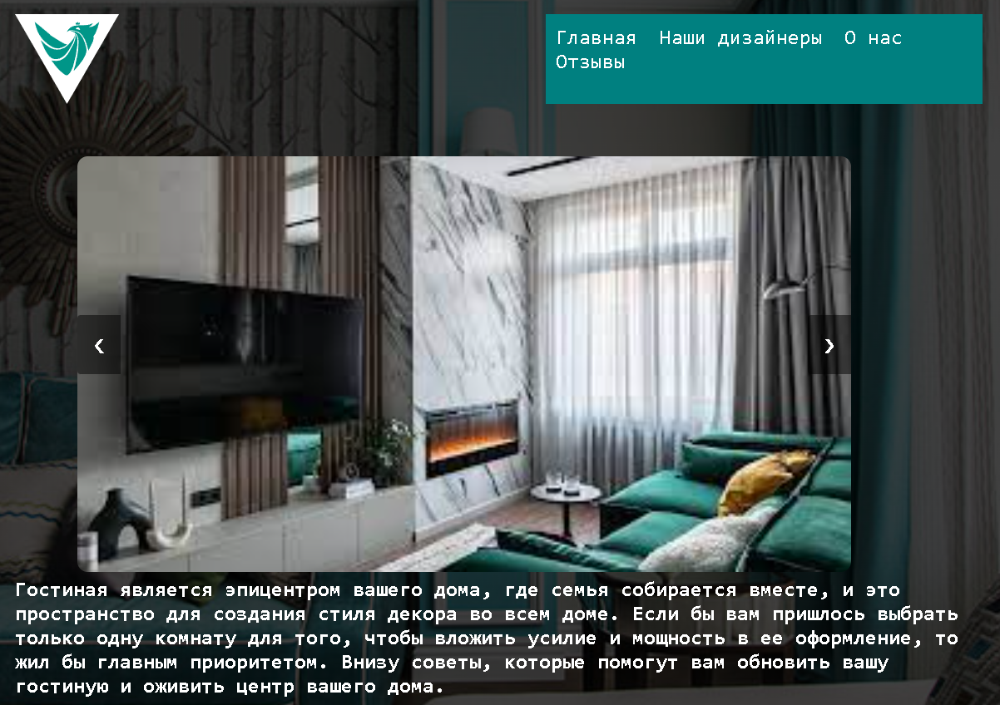 Главная Наши дизайнеры О нас
Отзывы
‹ ›
Гостиная является эпицентром вашего дома, где семья собирается вместе, и это
пространство для создания стиля декора во всем доме. Если бы вам пришлось выбрать
только одну комнату для того, чтобы вложить усилие и мощность в ее оформление, то
жил бы главным приоритетом. Внизу советы, которые помогут вам обновить вашу
гостиную и оживить центр вашего дома.